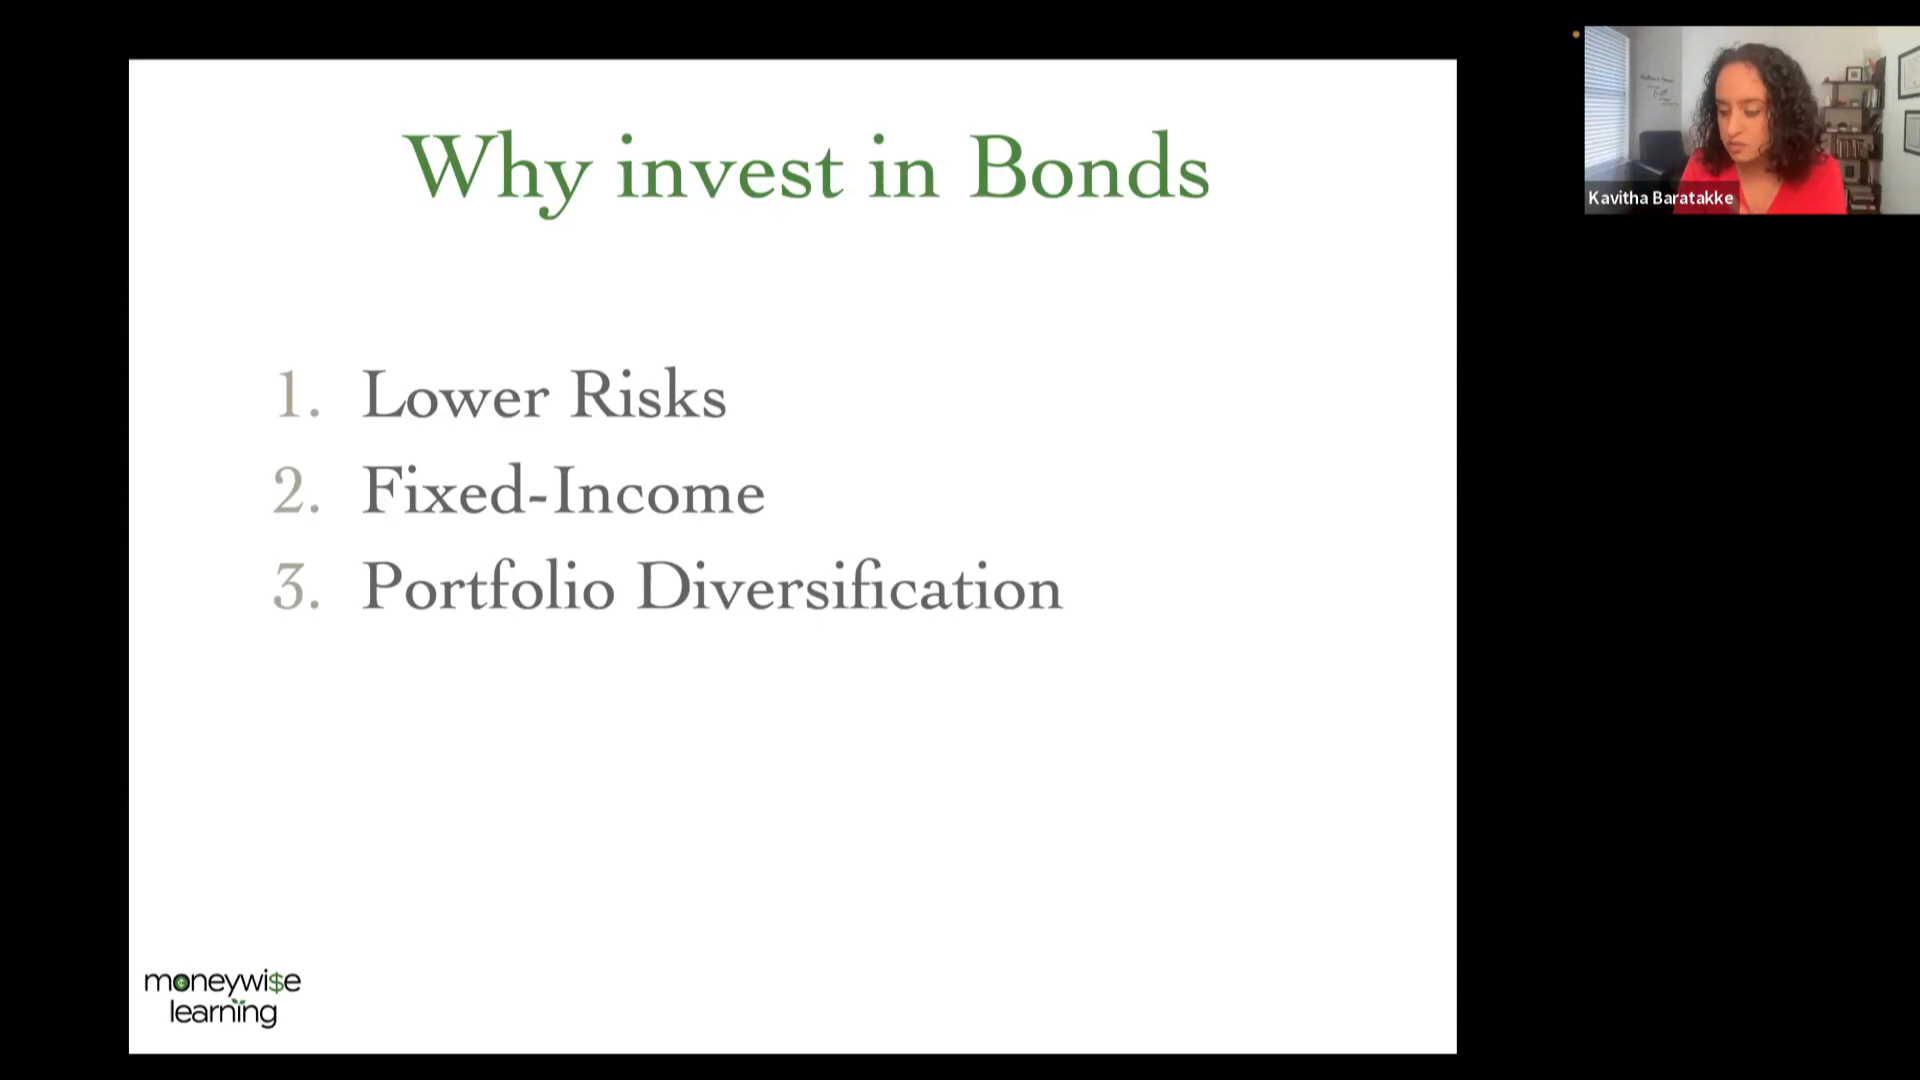 Why invest in Bonds
1. Lower Risks
2. Fixed-Income
3. Portfolio Diversification
moneywi$e
learning
Kavitha Baratakke